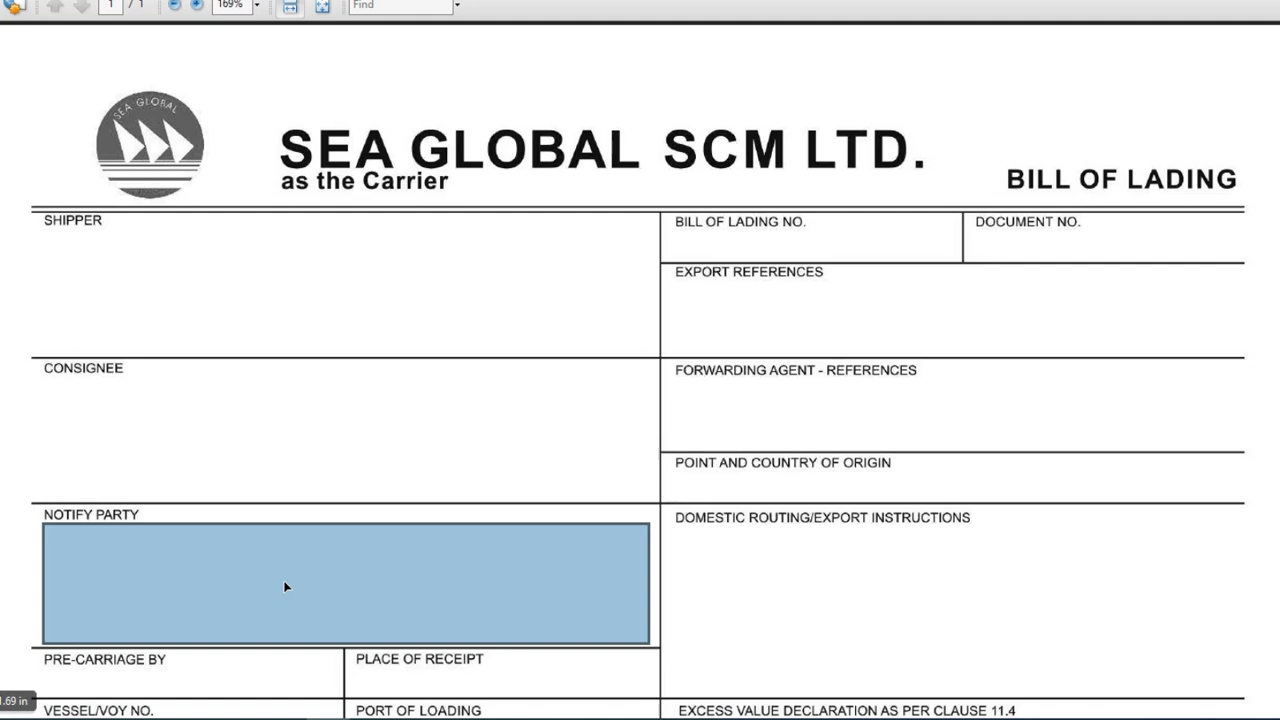 1 / 1 169% Find
SEA GLOBAL
SEA GLOBAL SCM LTD.
as the Carrier
BILL OF LADING
SHIPPER
BILL OF LADING NO.
DOCUMENT NO.
EXPORT REFERENCES
CONSIGNEE
FORWARDING AGENT - REFERENCES
POINT AND COUNTRY OF ORIGIN
NOTIFY PARTY
DOMESTIC ROUTING/EXPORT INSTRUCTIONS
PRE-CARRIAGE BY
PLACE OF RECEIPT
1.69 in
VESSEL/VOY NO.
PORT OF LOADING
EXCESS VALUE DECLARATION AS PER CLAUSE 11.4